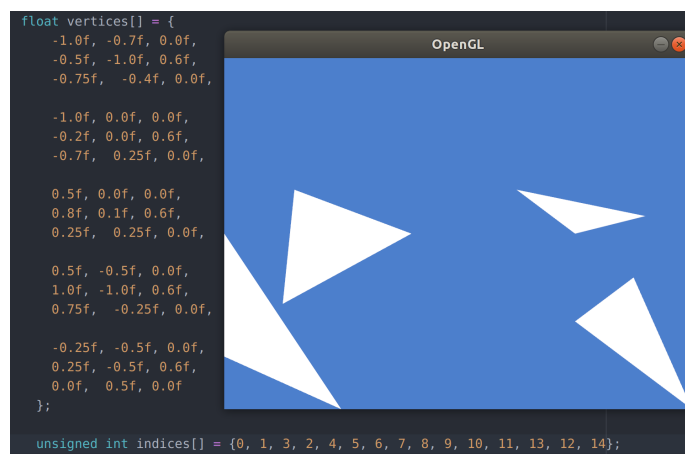 float vertices[] = {
-1.0f, -0.7f, 0.0f,
-0.5f, -1.0f, 0.6f,
-0.75f, -0.4f, 0.0f,
-1.0f, 0.0f, 0.0f,
-0.2f, 0.0f, 0.6f,
-0.7f, 0.25f, 0.0f,
0.5f, 0.0f, 0.0f,
0.8f, 0.1f, 0.6f,
0.25f, 0.25f, 0.0f,
0.5f, -0.5f, 0.0f,
1.0f, -1.0f, 0.6f,
0.75f, -0.25f, 0.0f,
-0.25f, -0.5f, 0.0f,
0.25f, -0.5f, 0.6f,
0.0f, 0.5f, 0.0f
};
unsigned int indices[] = {0, 1, 3, 2, 4, 5, 6, 7, 8, 9, 10, 11, 13, 12, 14};
OpenGL